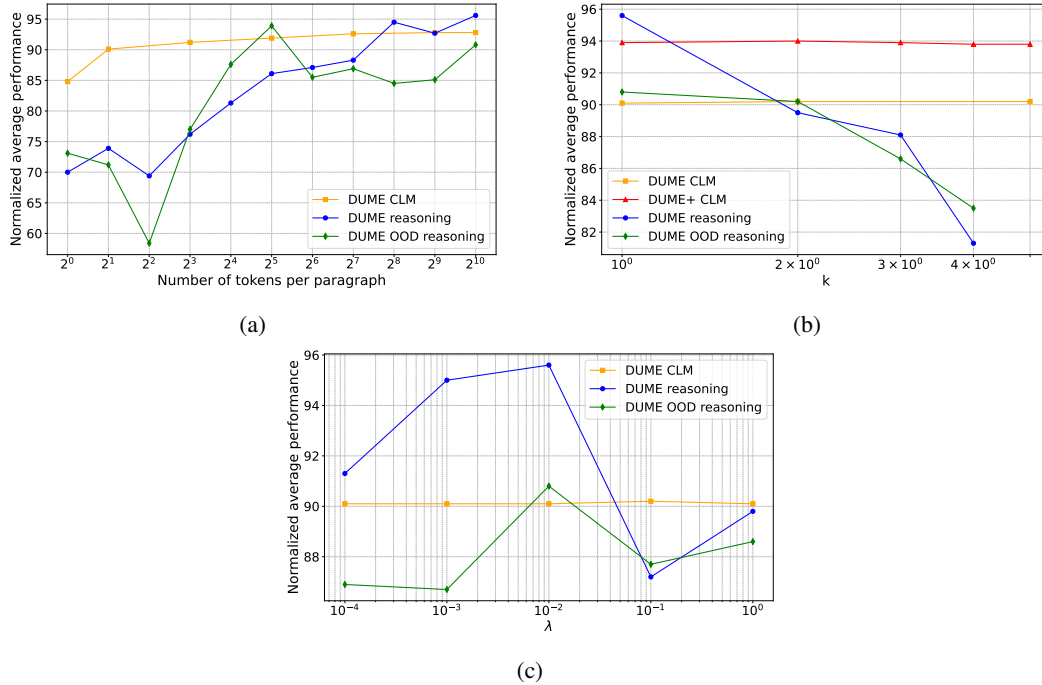 95
90
85
80
75
70
65
60
Normalized average performance
DUME CLM
DUME reasoning
DUME OOD reasoning
2^0 2^1 2^2 2^3 2^4 2^5 2^6 2^7 2^8 2^9 2^10
Number of tokens per paragraph
(a)
96
94
92
90
88
86
84
82
Normalized average performance
DUME CLM
DUME+ CLM
DUME reasoning
DUME OOD reasoning
10^0 2 × 10^0 3 × 10^0 4 × 10^0
k
(b)
96
94
92
90
88
Normalized average performance
DUME CLM
DUME reasoning
DUME OOD reasoning
10^-4 10^-3 10^-2 10^-1 10^0
λ
(c)